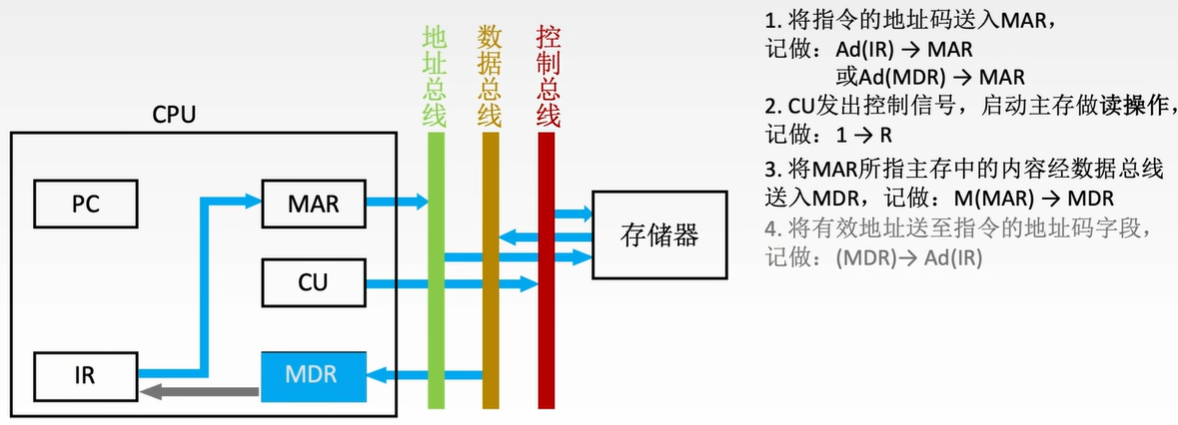 CPU
PC
MAR
CU
IR
MDR
地址总线
数据总线
控制总线
存储器
1. 将指令的地址码送入MAR，
记做：Ad(IR) → MAR
或Ad(MDR) → MAR
2. CU发出控制信号，启动主存做读操作，
记做：1 → R
3. 将MAR所指主存中的内容经数据总线
送入MDR，记做：M(MAR) → MDR
4. 将有效地址送至指令的地址码字段，
记做：(MDR)→ Ad(IR)